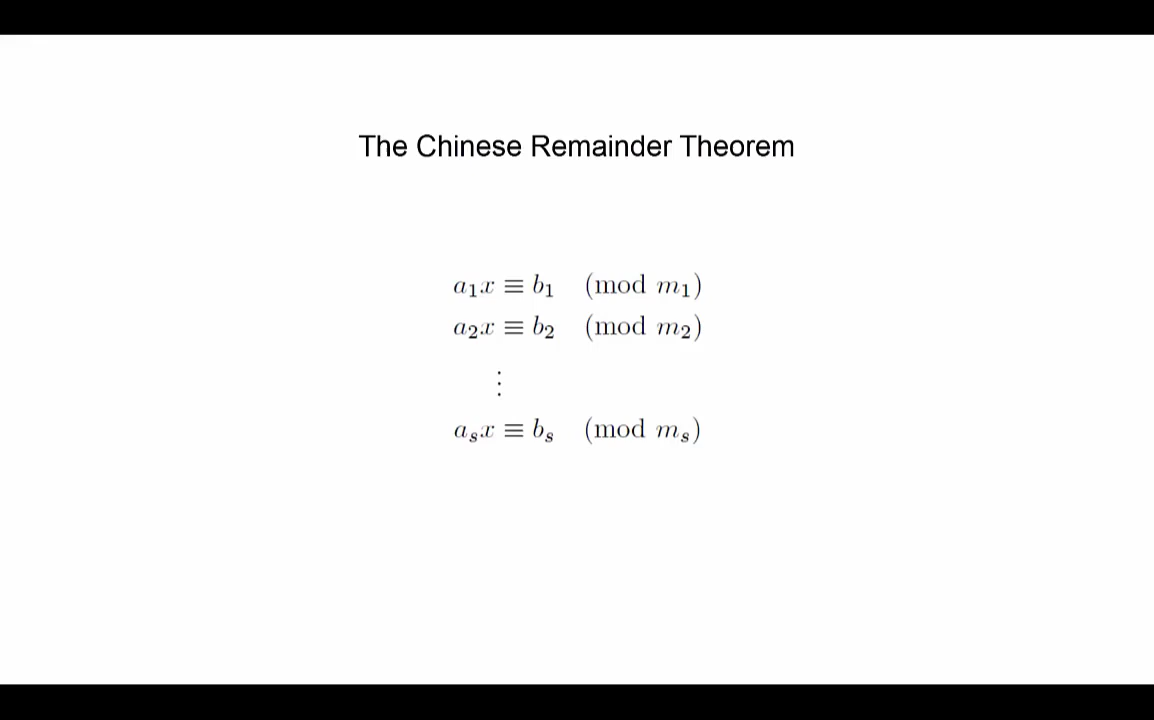 The Chinese Remainder Theorem
a₁x ≡ b₁ (mod m₁)
a₂x ≡ b₂ (mod m₂)
⋮
aₛx ≡ bₛ (mod mₛ)